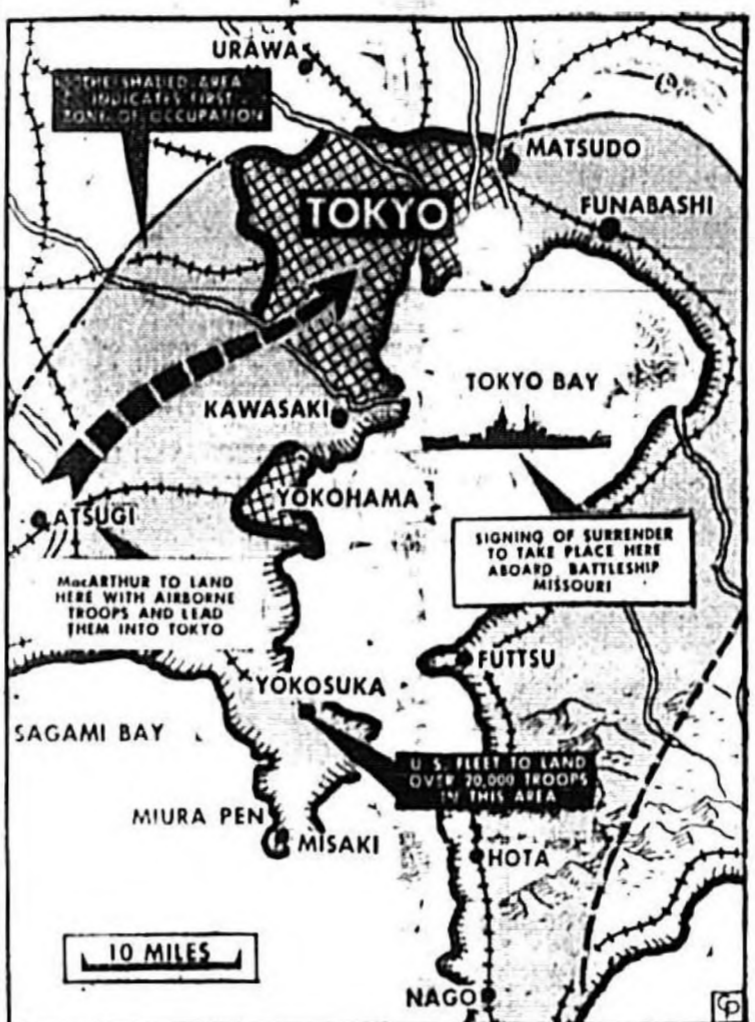 URAWA
THE SHADED AREA
INDICATES FIRST
ZONE OF OCCUPATION
MATSUDO
TOKYO
FUNABASHI
TOKYO BAY
KAWASAKI
YOKOHAMA
ATSUGI
SIGNING OF SURRENDER
TO TAKE PLACE HERE
ABOARD BATTLESHIP
MISSOURI
MacARTHUR TO LAND
HERE WITH AIRBORNE
TROOPS AND LEAD
THEM INTO TOKYO
FUTTSU
YOKOSUKA
SAGAMI BAY
U. S. FLEET TO LAND
OVER 20,000 TROOPS
IN THIS AREA
MIURA PEN
MISAKI
HOTA
10 MILES
NAGO
CP